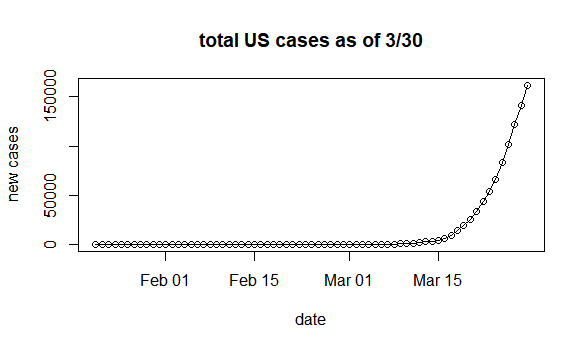 total US cases as of 3/30
new cases
150000
50000
0
Feb 01
Feb 15
Mar 01
Mar 15
date